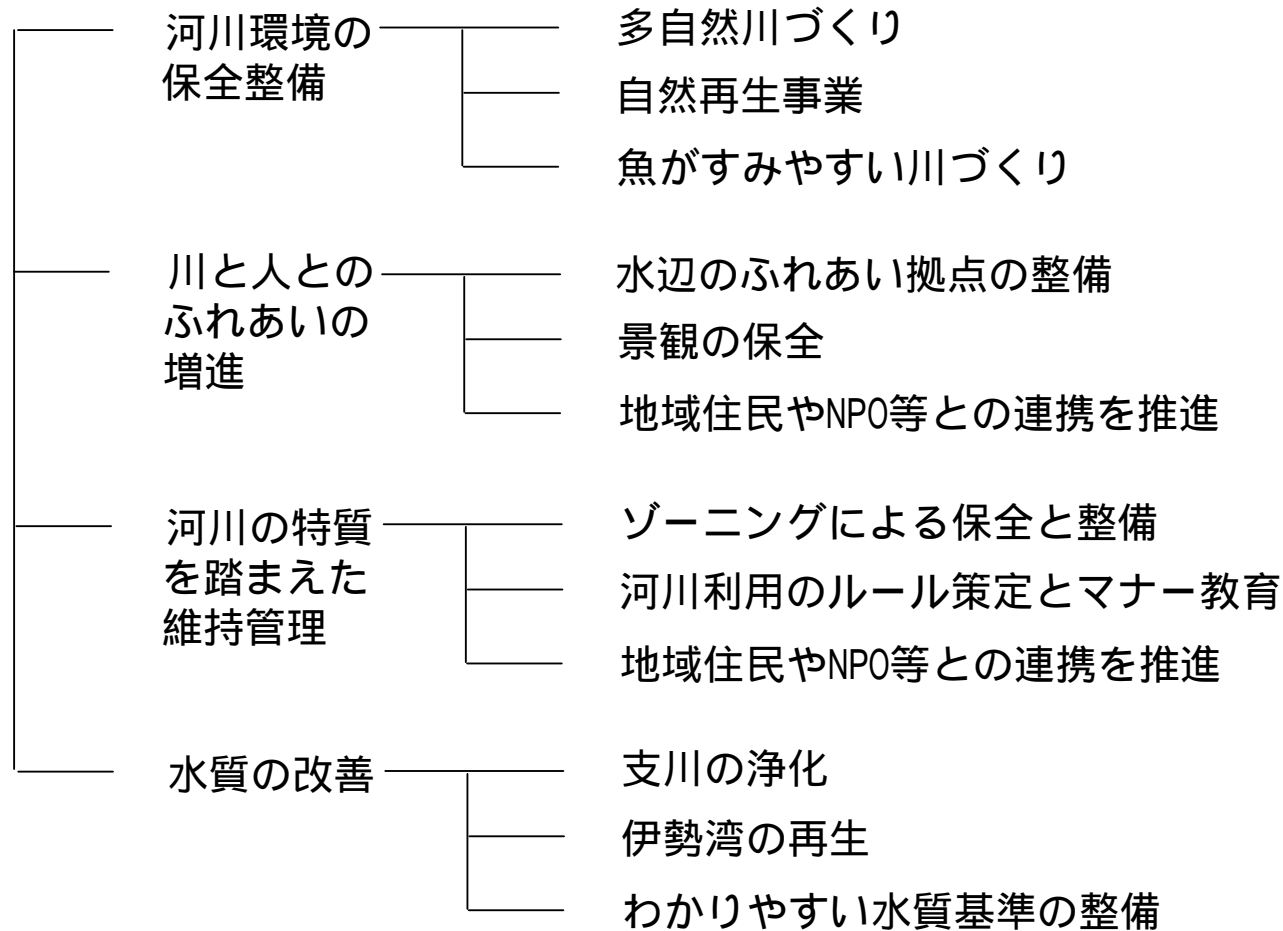 河川環境の
保全整備
多自然川づくり
自然再生事業
魚がすみやすい川づくり
川と人との
ふれあいの
増進
水辺のふれあい拠点の整備
景観の保全
地域住民やNPO等との連携を推進
河川の特質
を踏まえた
維持管理
ゾーニングによる保全と整備
河川利用のルール策定とマナー教育
地域住民やNPO等との連携を推進
水質の改善
支川の浄化
伊勢湾の再生
わかりやすい水質基準の整備